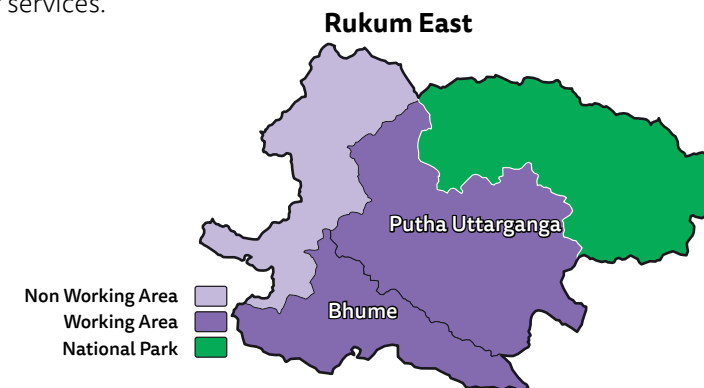 services.
Rukum East
Putha Uttarganga
Bhume
Non Working Area
Working Area
National Park